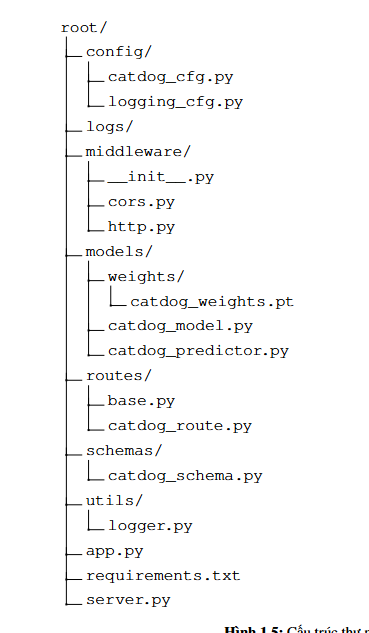 root/
config/
catdog_cfg.py
logging_cfg.py
logs/
middleware/
__init__.py
cors.py
http.py
models/
weights/
catdog_weights.pt
catdog_model.py
catdog_predictor.py
routes/
base.py
catdog_route.py
schemas/
catdog_schema.py
utils/
logger.py
app.py
requirements.txt
server.py
Hình 1.5: Cấu trúc thư